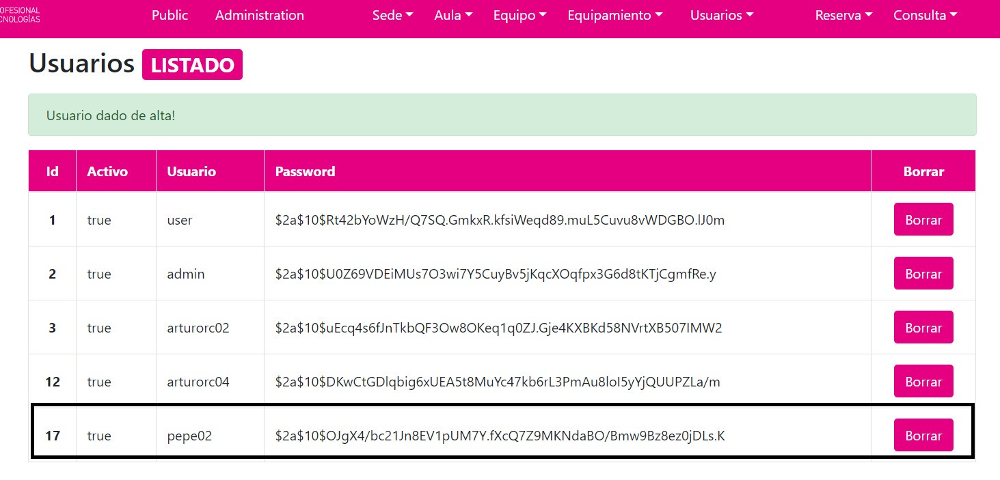 OFESIONAL
CNOLOGÍAS
Public Administration Sede Aula Equipo Equipamiento Usuarios Reserva Consulta
Usuarios LISTADO
Usuario dado de alta!
Id Activo Usuario Password Borrar
1 true user $2a$10$Rt42bYoWzH/Q7SQ.GmkxR.kfsiWeqd89.muL5Cuvu8vWDGBO.lJ0m Borrar
2 true admin $2a$10$U0Z69VDEiMUs7O3wi7Y5CuyBv5jKqcXOqfpx3G6d8tKTjCgmfRe.y Borrar
3 true arturorc02 $2a$10$uEcq4s6fJnTkbQF3Ow8OKeq1q0ZJ.Gje4KXBKd58NVrtXB507IMW2 Borrar
12 true arturorc04 $2a$10$DKwCtGDlqbig6xUEA5t8MuYc47kb6rL3PmAu8loI5yYjQUUPZLa/m Borrar
17 true pepe02 $2a$10$OJgX4/bc21Jn8EV1pUM7Y.fXcQ7Z9MKNdaBO/Bmw9Bz8ez0jDLs.K Borrar